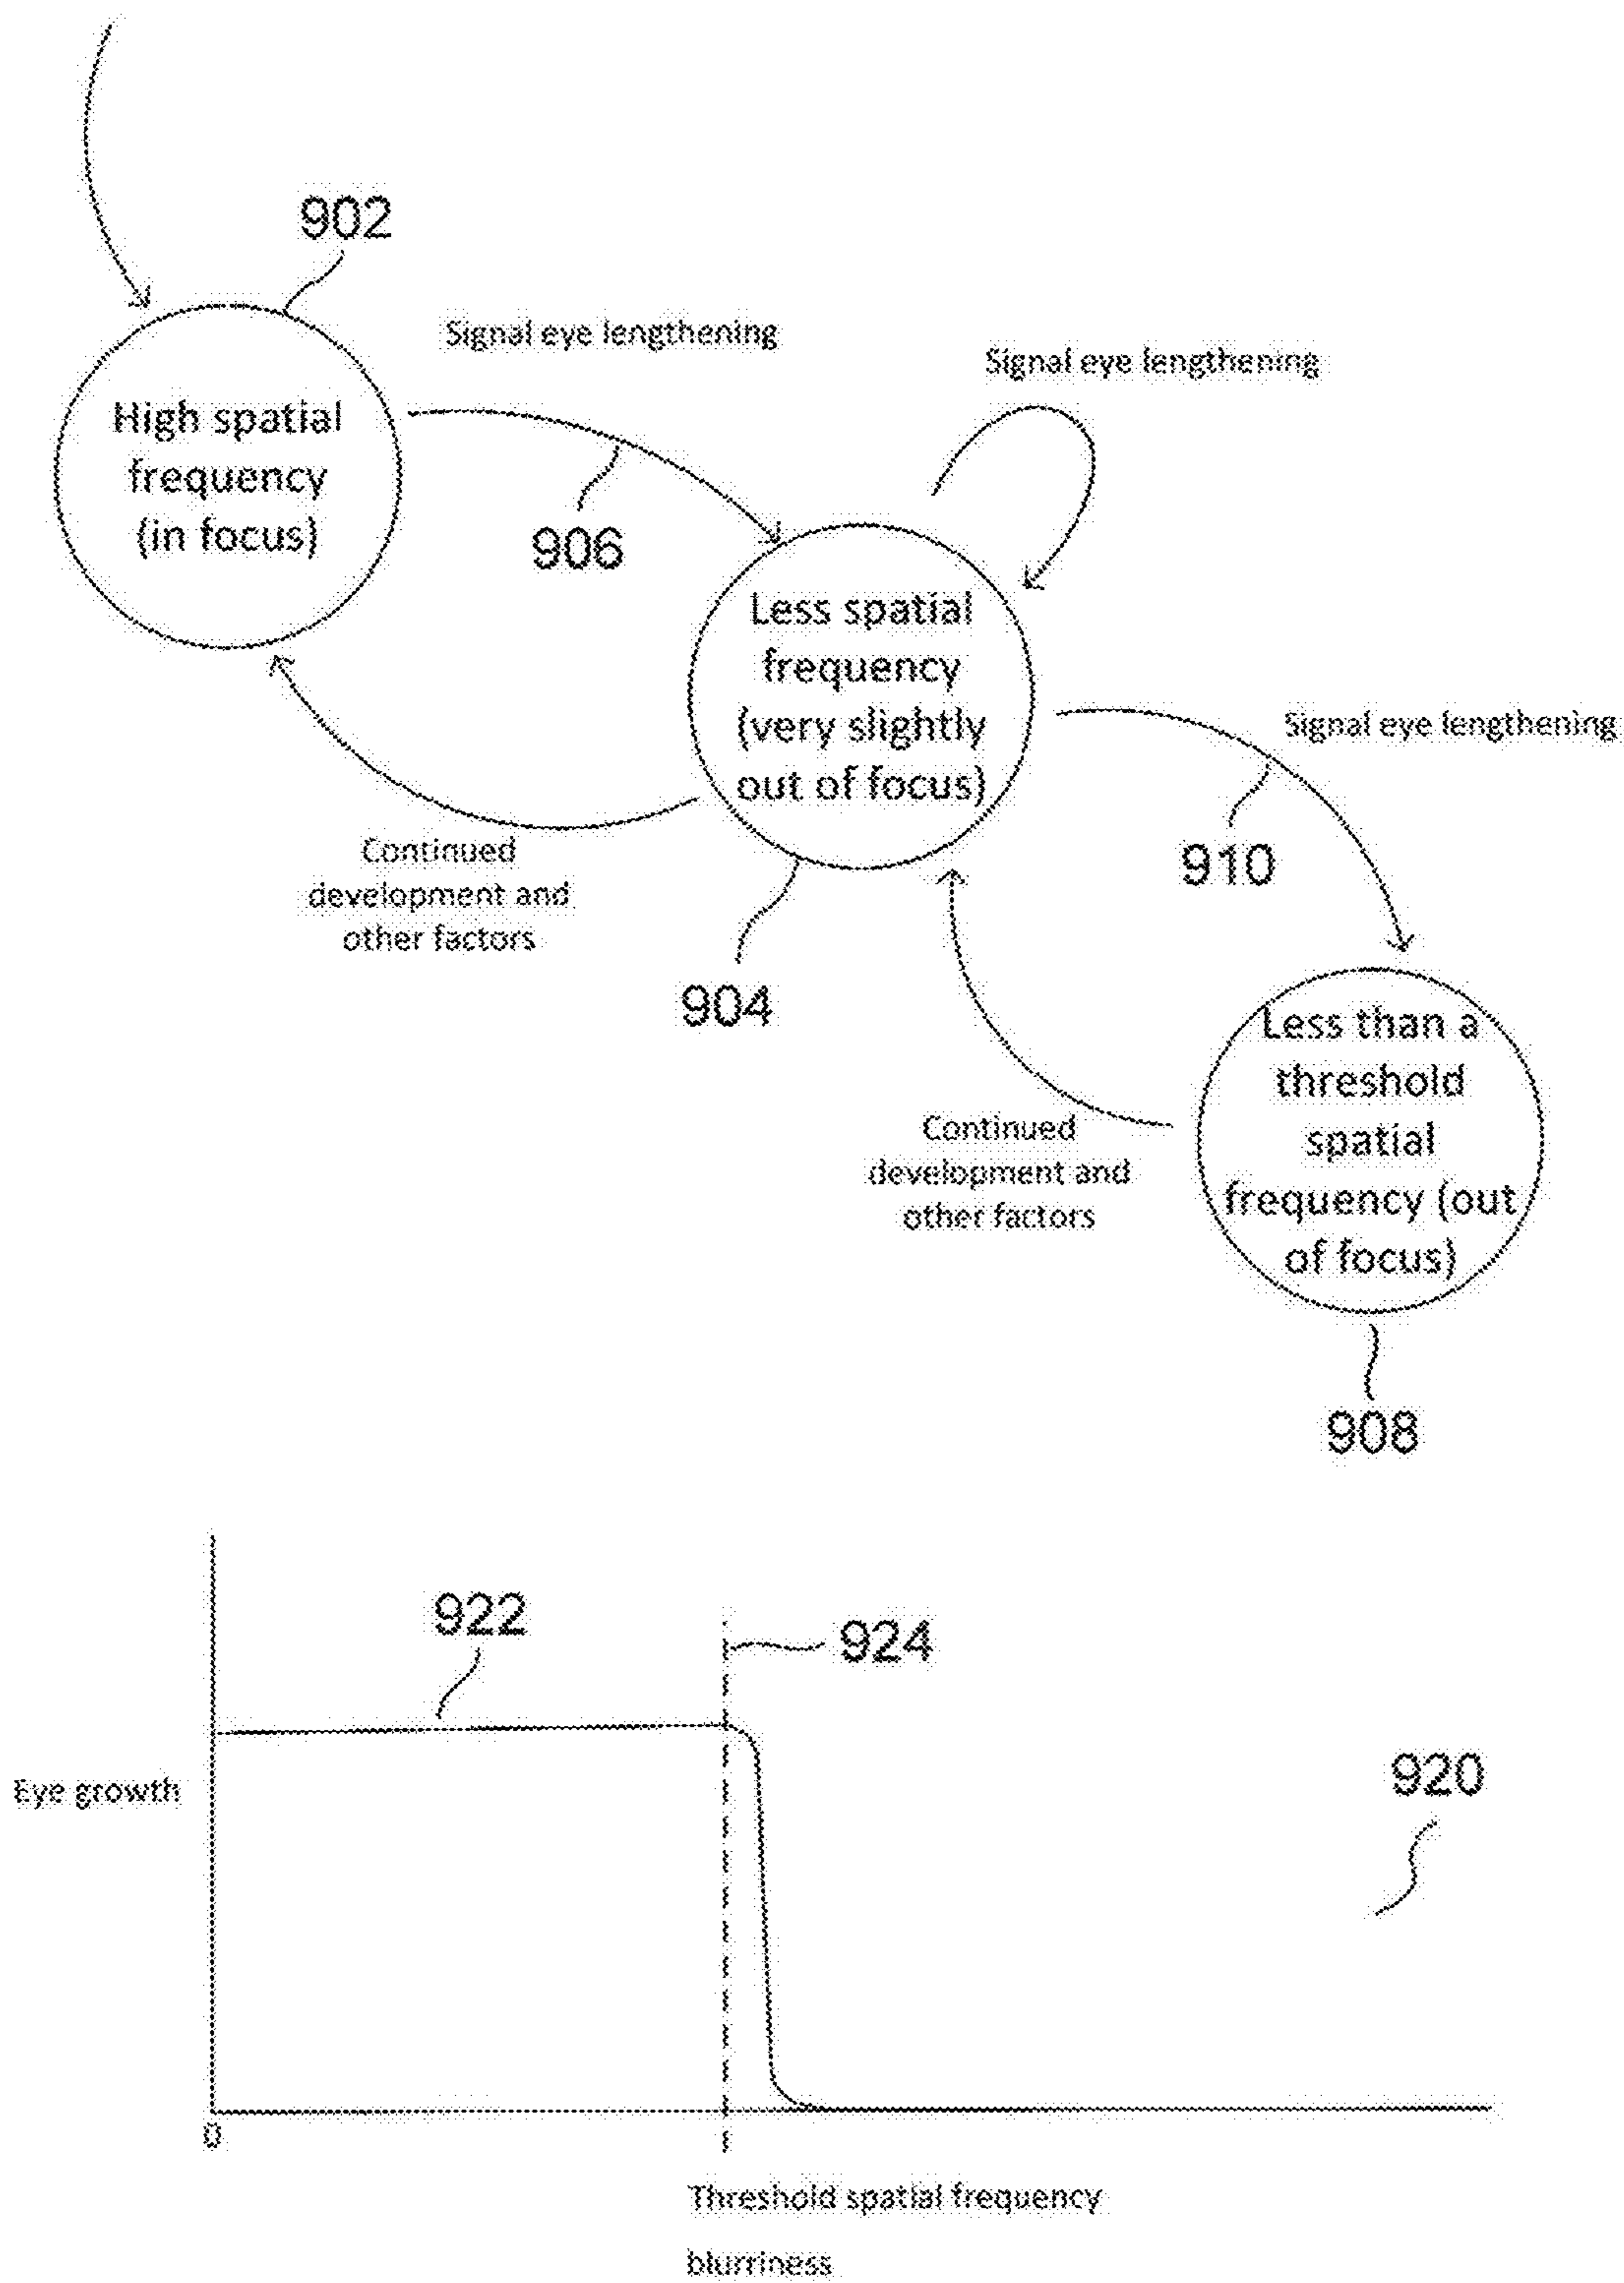 902
Signal eye lengthening
Signal eye lengthening
High spatial
frequency
(in focus)
906
Less spatial
frequency
(very slightly
out of focus)
Signal eye lengthening
910
Continued
development and
other factors
904
Less than a
threshold
spatial
frequency (out
of focus)
Continued
development and
other factors
908
922
924
Eye growth
920
0
Threshold spatial frequency
blurriness